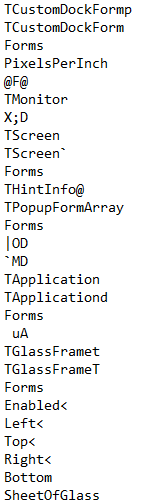 TCustomDockFormp
TCustomDockForm
Forms
PixelsPerInch
@F@
TMonitor
X;D
TScreen
TScreen`
Forms
THintInfo@
TPopupFormArray
Forms
|OD
`MD
TApplication
TApplicationd
Forms
 uA
TGlassFramet
TGlassFrameT
Forms
Enabled<
Left<
Top<
Right<
Bottom
SheetOfGlass